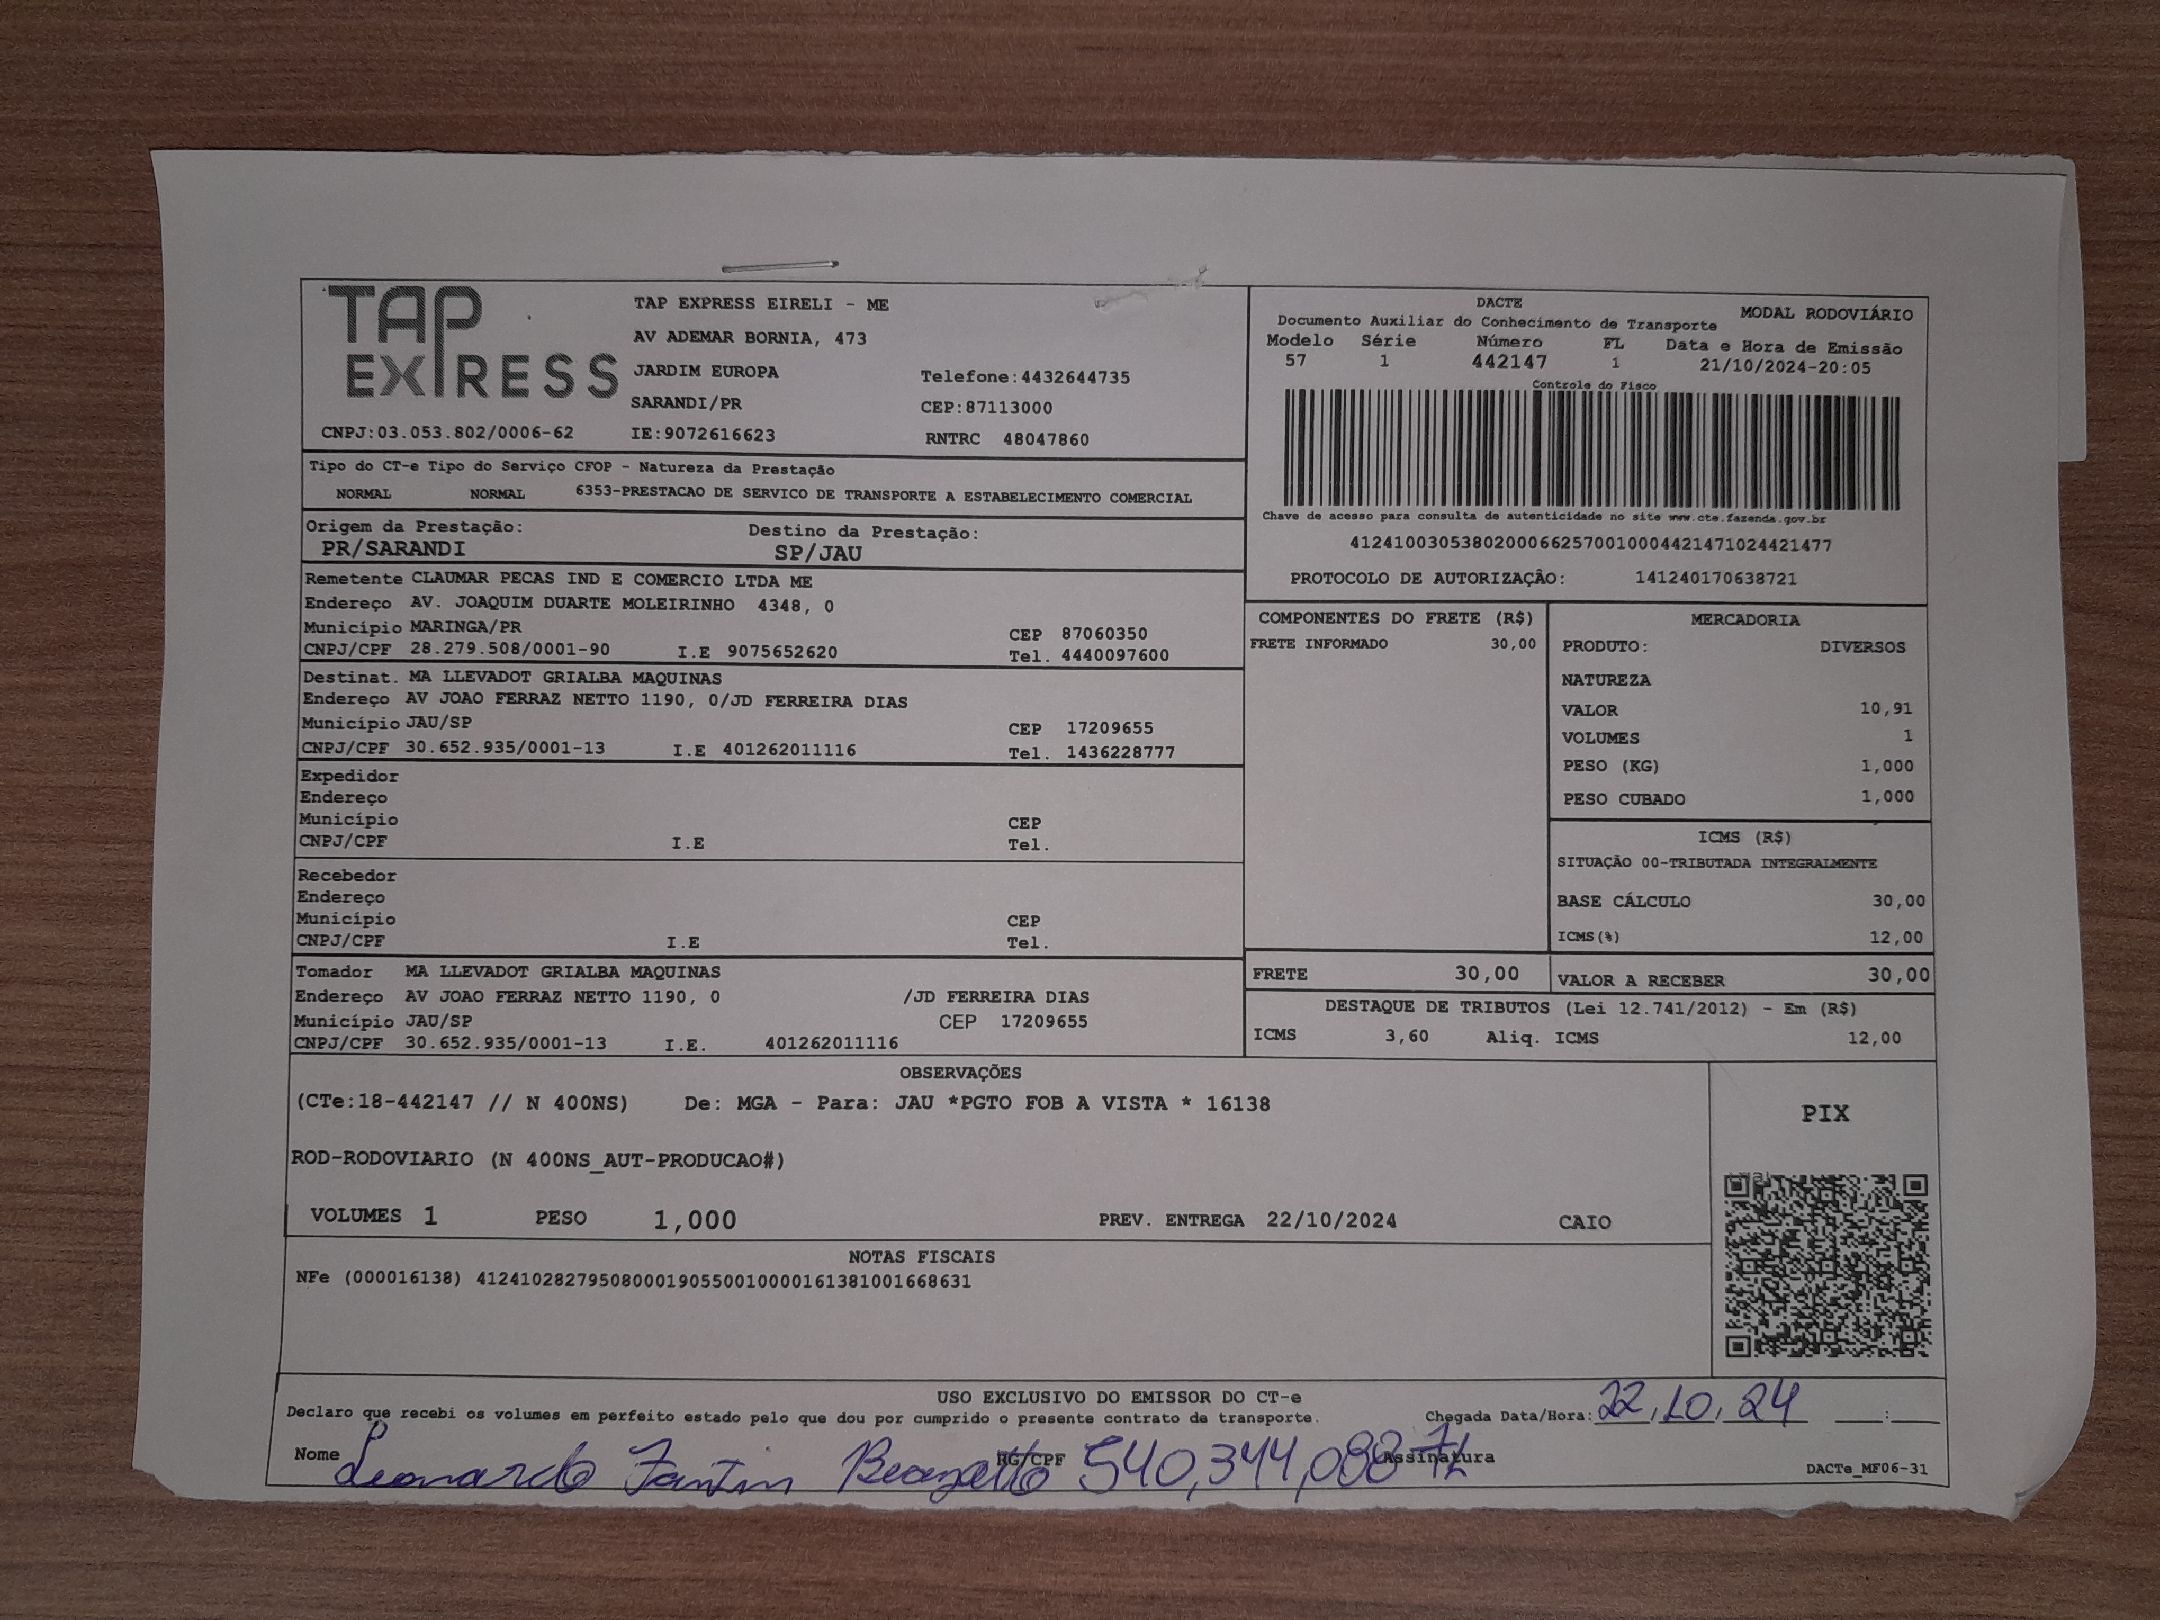 TAP EXPRESS
TAP EXPRESS EIRELI - ME
AV ADEMAR BORNIA, 473
JARDIM EUROPA Telefone:4432644735
SARANDI/PR CEP:87113000
CNPJ:03.053.802/0006-62 IE:9072616623 RNTRC 48047860
DACTE MODAL RODOVIÁRIO
Documento Auxiliar do Conhecimento de Transporte
Modelo Série Número FL Data e Hora de Emissão
57 1 442147 1 21/10/2024-20:05
Controle do Fisco
Chave de acesso para consulta de autenticidade no site www.cte.fazenda.gov.br
41241003053802000662570010004421471024421477
PROTOCOLO DE AUTORIZAÇÃO: 141240170638721
Tipo do CT-e Tipo do Serviço CFOP - Natureza da Prestação
NORMAL NORMAL 6353-PRESTACAO DE SERVICO DE TRANSPORTE A ESTABELECIMENTO COMERCIAL
Origem da Prestação: Destino da Prestação:
PR/SARANDI SP/JAU
Remetente CLAUMAR PECAS IND E COMERCIO LTDA ME
Endereço AV. JOAQUIM DUARTE MOLEIRINHO 4348, 0
Município MARINGA/PR CEP 87060350
CNPJ/CPF 28.279.508/0001-90 I.E 9075652620 Tel. 4440097600
Destinat. MA LLEVADOT GRIALBA MAQUINAS
Endereço AV JOAO FERRAZ NETTO 1190, 0/JD FERREIRA DIAS
Município JAU/SP CEP 17209655
CNPJ/CPF 30.652.935/0001-13 I.E 401262011116 Tel. 1436228777
Expedidor
Endereço
Município CEP
CNPJ/CPF I.E Tel.
Recebedor
Endereço
Município CEP
CNPJ/CPF I.E Tel.
Tomador MA LLEVADOT GRIALBA MAQUINAS
Endereço AV JOAO FERRAZ NETTO 1190, 0 /JD FERREIRA DIAS
Município JAU/SP CEP 17209655
CNPJ/CPF 30.652.935/0001-13 I.E. 401262011116
COMPONENTES DO FRETE (R$)
FRETE INFORMADO 30,00
MERCADORIA
PRODUTO: DIVERSOS
NATUREZA
VALOR 10,91
VOLUMES 1
PESO (KG) 1,000
PESO CUBADO 1,000
ICMS (R$)
SITUAÇÃO 00-TRIBUTADA INTEGRALMENTE
BASE CÁLCULO 30,00
ICMS(%) 12,00
FRETE 30,00 VALOR A RECEBER 30,00
DESTAQUE DE TRIBUTOS (Lei 12.741/2012) - Em (R$)
ICMS 3,60 Aliq. ICMS 12,00
OBSERVAÇÕES
(CTe:18-442147 // N 400NS) De: MGA - Para: JAU *PGTO FOB A VISTA * 16138
ROD-RODOVIARIO (N 400NS_AUT-PRODUCAO#)
VOLUMES 1 PESO 1,000 PREV. ENTREGA 22/10/2024 CAIO
PIX
NOTAS FISCAIS
NFe (000016138) 41241028279508000190550010000161381001668631
USO EXCLUSIVO DO EMISSOR DO CT-e
Declaro que recebi os volumes em perfeito estado pelo que dou por cumprido o presente contrato de transporte. Chegada Data/Hora: 22,10,24 __:__
Nome Leonardo Fantin RG/CPF Assinatura
DACTe_MF06-31